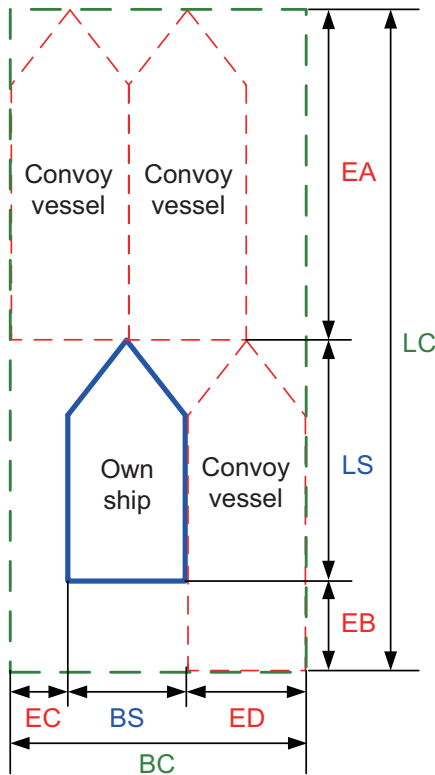 Convoy
vessel
Convoy
vessel
EA
LC
Own
ship
Convoy
vessel
LS
EB
EC
BS
ED
BC